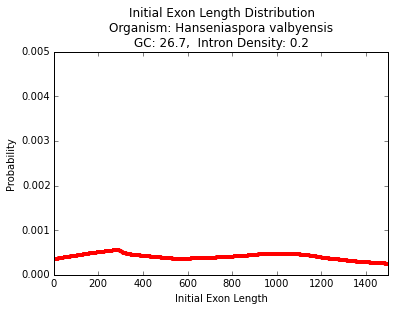 Initial Exon Length Distribution
Organism: Hanseniaspora valbyensis
GC: 26.7,  Intron Density: 0.2
0.005
0.004
0.003
0.002
0.001
0.000
Probability
0 200 400 600 800 1000 1200 1400
Initial Exon Length